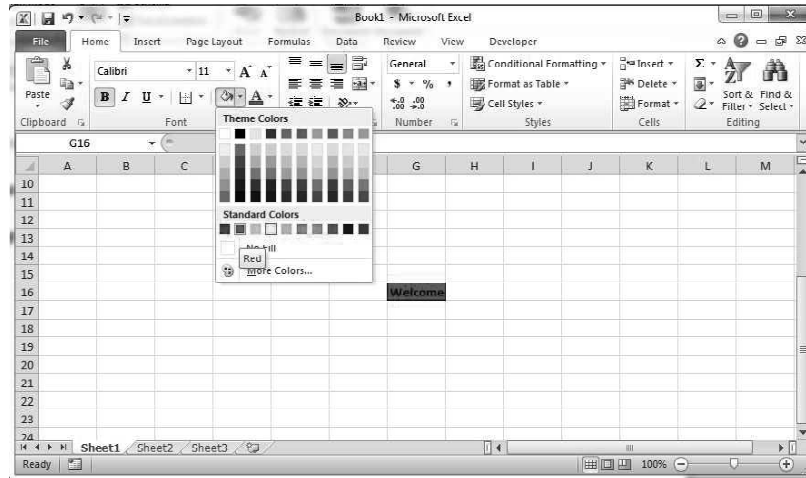 Book1 - Microsoft Excel
File Home Insert Page Layout Formulas Data Review View Developer
Calibri 11 A A General Conditional Formatting Insert Σ
Paste B I U A $ % , Format as Table Delete Sort & Filter Find & Select
Cell Styles Format
Clipboard Font Number Styles Cells Editing
G16
Theme Colors
A B C G H I J K L M
10
11
12
Standard Colors
13
No Fill
14
Red
More Colors...
15
16 Welcome
17
18
19
20
21
22
23
24
Sheet1 Sheet2 Sheet3
Ready 100%